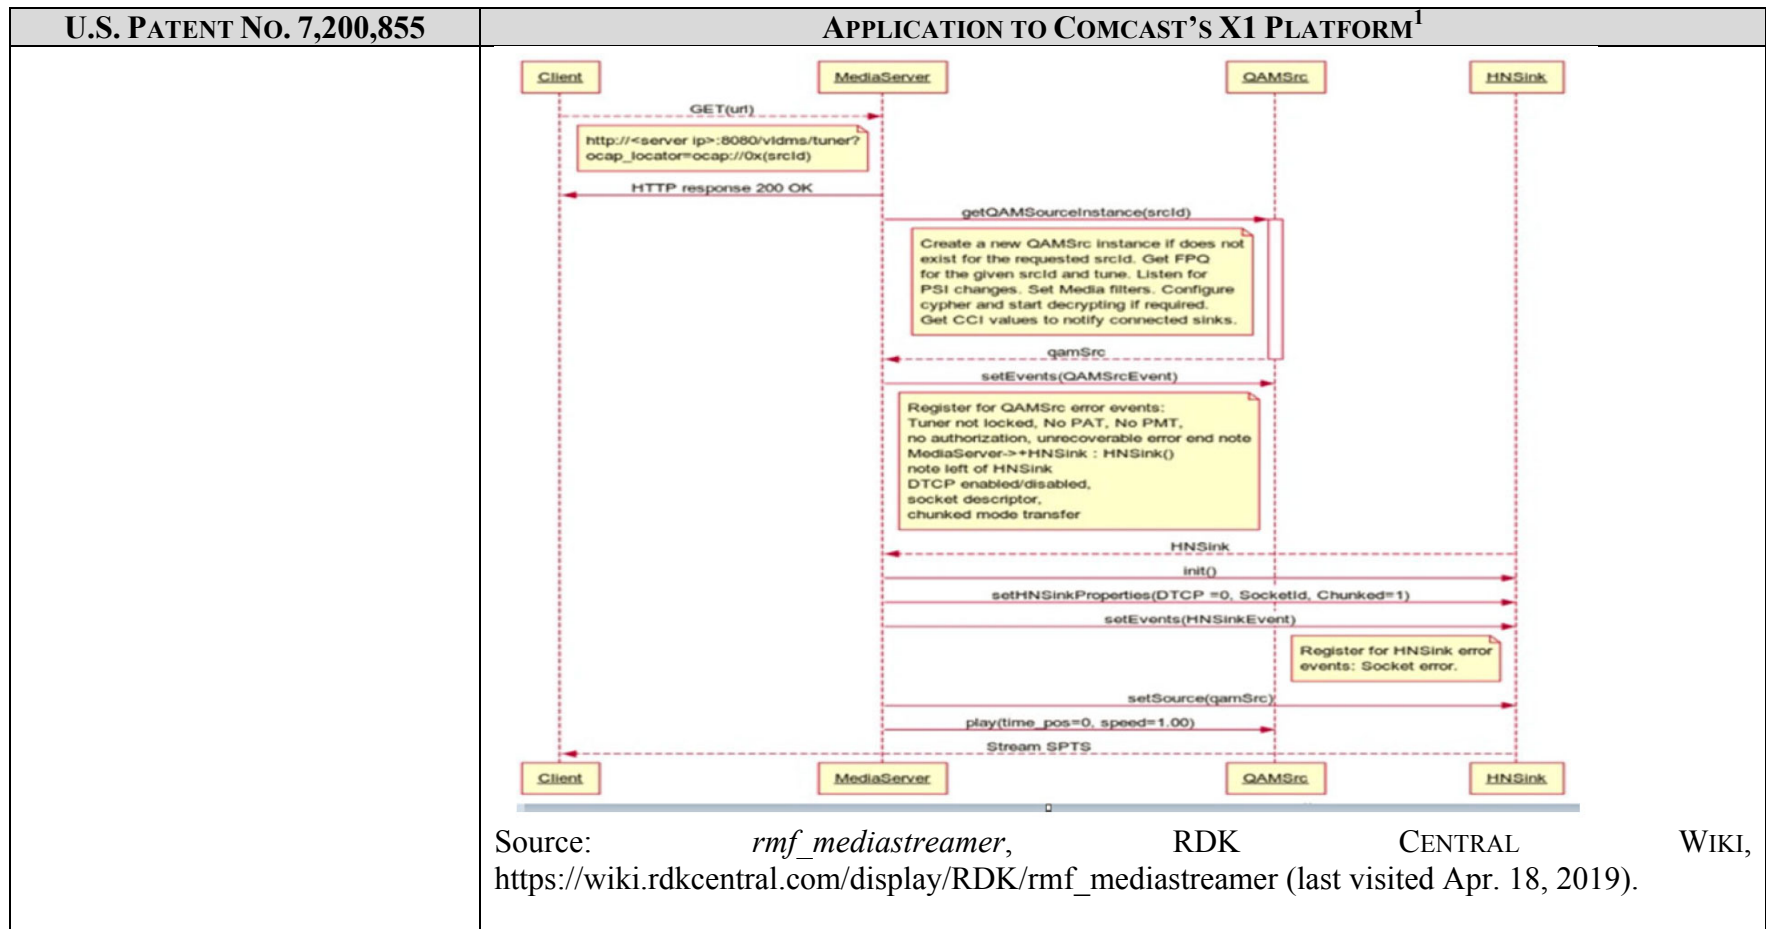 U.S. PATENT NO. 7,200,855
APPLICATION TO COMCAST'S X1 PLATFORM1
Client
MediaServer
QAMSrc
HNSink
GET(url)
http://<server ip>:8080/vldms/tuner?
ocap_locator=ocap://0x(srcId)
HTTP response 200 OK
getQAMSourceInstance(srcId)
Create a new QAMSrc instance if does not
exist for the requested srcId. Get FPQ
for the given srcId and tune. Listen for
PSI changes. Set Media filters. Configure
cypher and start decrypting if required.
Get CCI values to notify connected sinks.
qamSrc
setEvents(QAMSrcEvent)
Register for QAMSrc error events:
Tuner not locked, No PAT, No PMT,
no authorization, unrecoverable error end note
MediaServer->+HNSink : HNSink()
note left of HNSink
DTCP enabled/disabled,
socket descriptor,
chunked mode transfer
HNSink
init()
setHNSinkProperties(DTCP =0, SocketId, Chunked=1)
setEvents(HNSinkEvent)
Register for HNSink error
events: Socket error.
setSource(qamSrc)
play(time_pos=0, speed=1.00)
Stream SPTS
Client
MediaServer
QAMSrc
HNSink
Source: rmf_mediastreamer, RDK CENTRAL WIKI,
https://wiki.rdkcentral.com/display/RDK/rmf_mediastreamer (last visited Apr. 18, 2019).